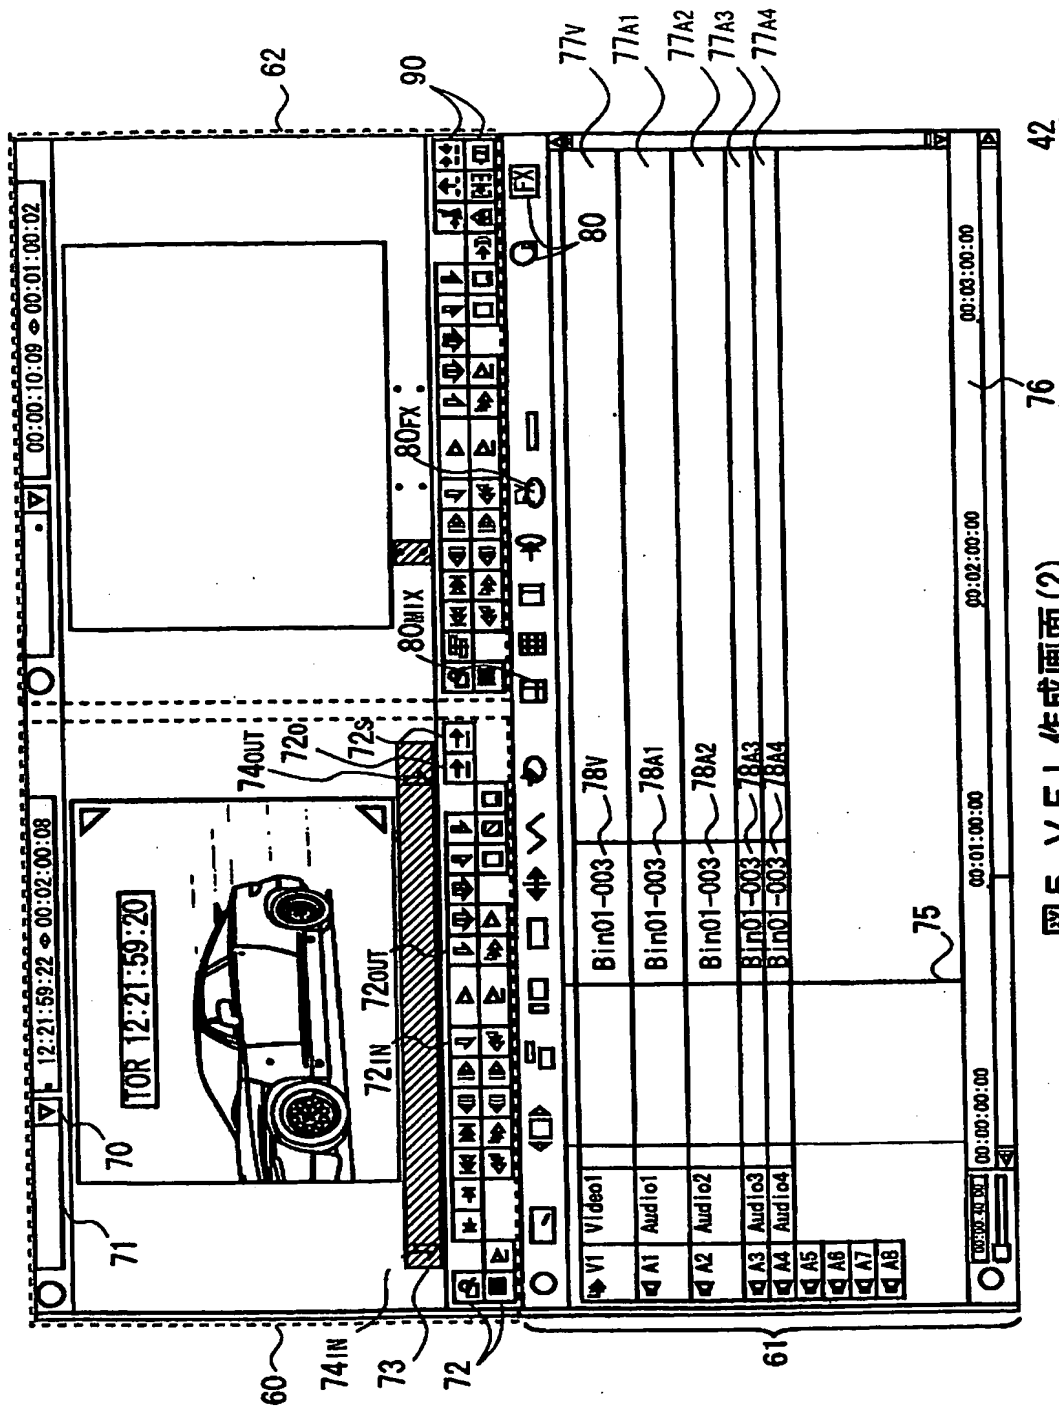 60
62
70
71
12:21:59:22 ⇔ 00:02:00:08
00:00:10:09 ⇔ 00:01:00:02
TOR 12:21:59:20
74IN
73
72
72IN
72OUT
74OUT
72O
72S
80MIX
80FX
90
FX
80
61
V1 Video1
Bin01-003
78V
77V
A1 Audio1
Bin01-003
78A1
77A1
A2 Audio2
Bin01-003
78A2
77A2
A3 Audio3
Bin01-003
78A3
77A3
A4 Audio4
Bin01-003
78A4
77A4
A5
A6
A7
A8
75
00:00:00:00
00:01:00:00
00:02:00:00
00:03:00:00
76
42
図5 VFL作成画面(2)